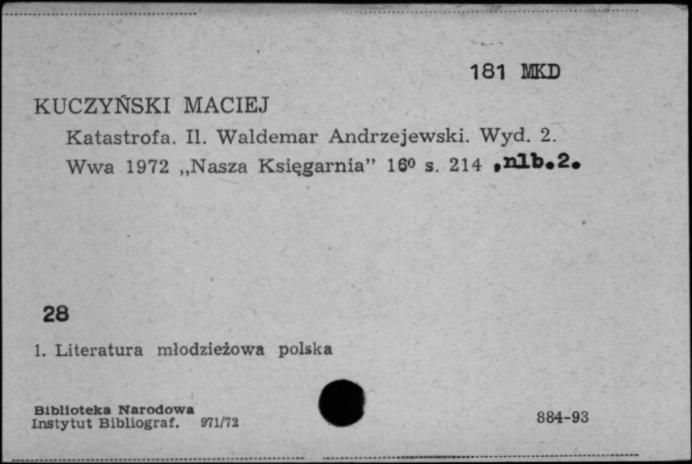 181 MKD
KUCZYŃSKI MACIEJ
Katastrofa. Il. Waldemar Andrzejewski. Wyd. 2.
Wwa 1972 „Nasza Księgarnia” 16⁰ s. 214 ,nlb.2.
28
1. Literatura młodzieżowa polska
Biblioteka Narodowa
Instytut Bibliograf. 971/72
884-93